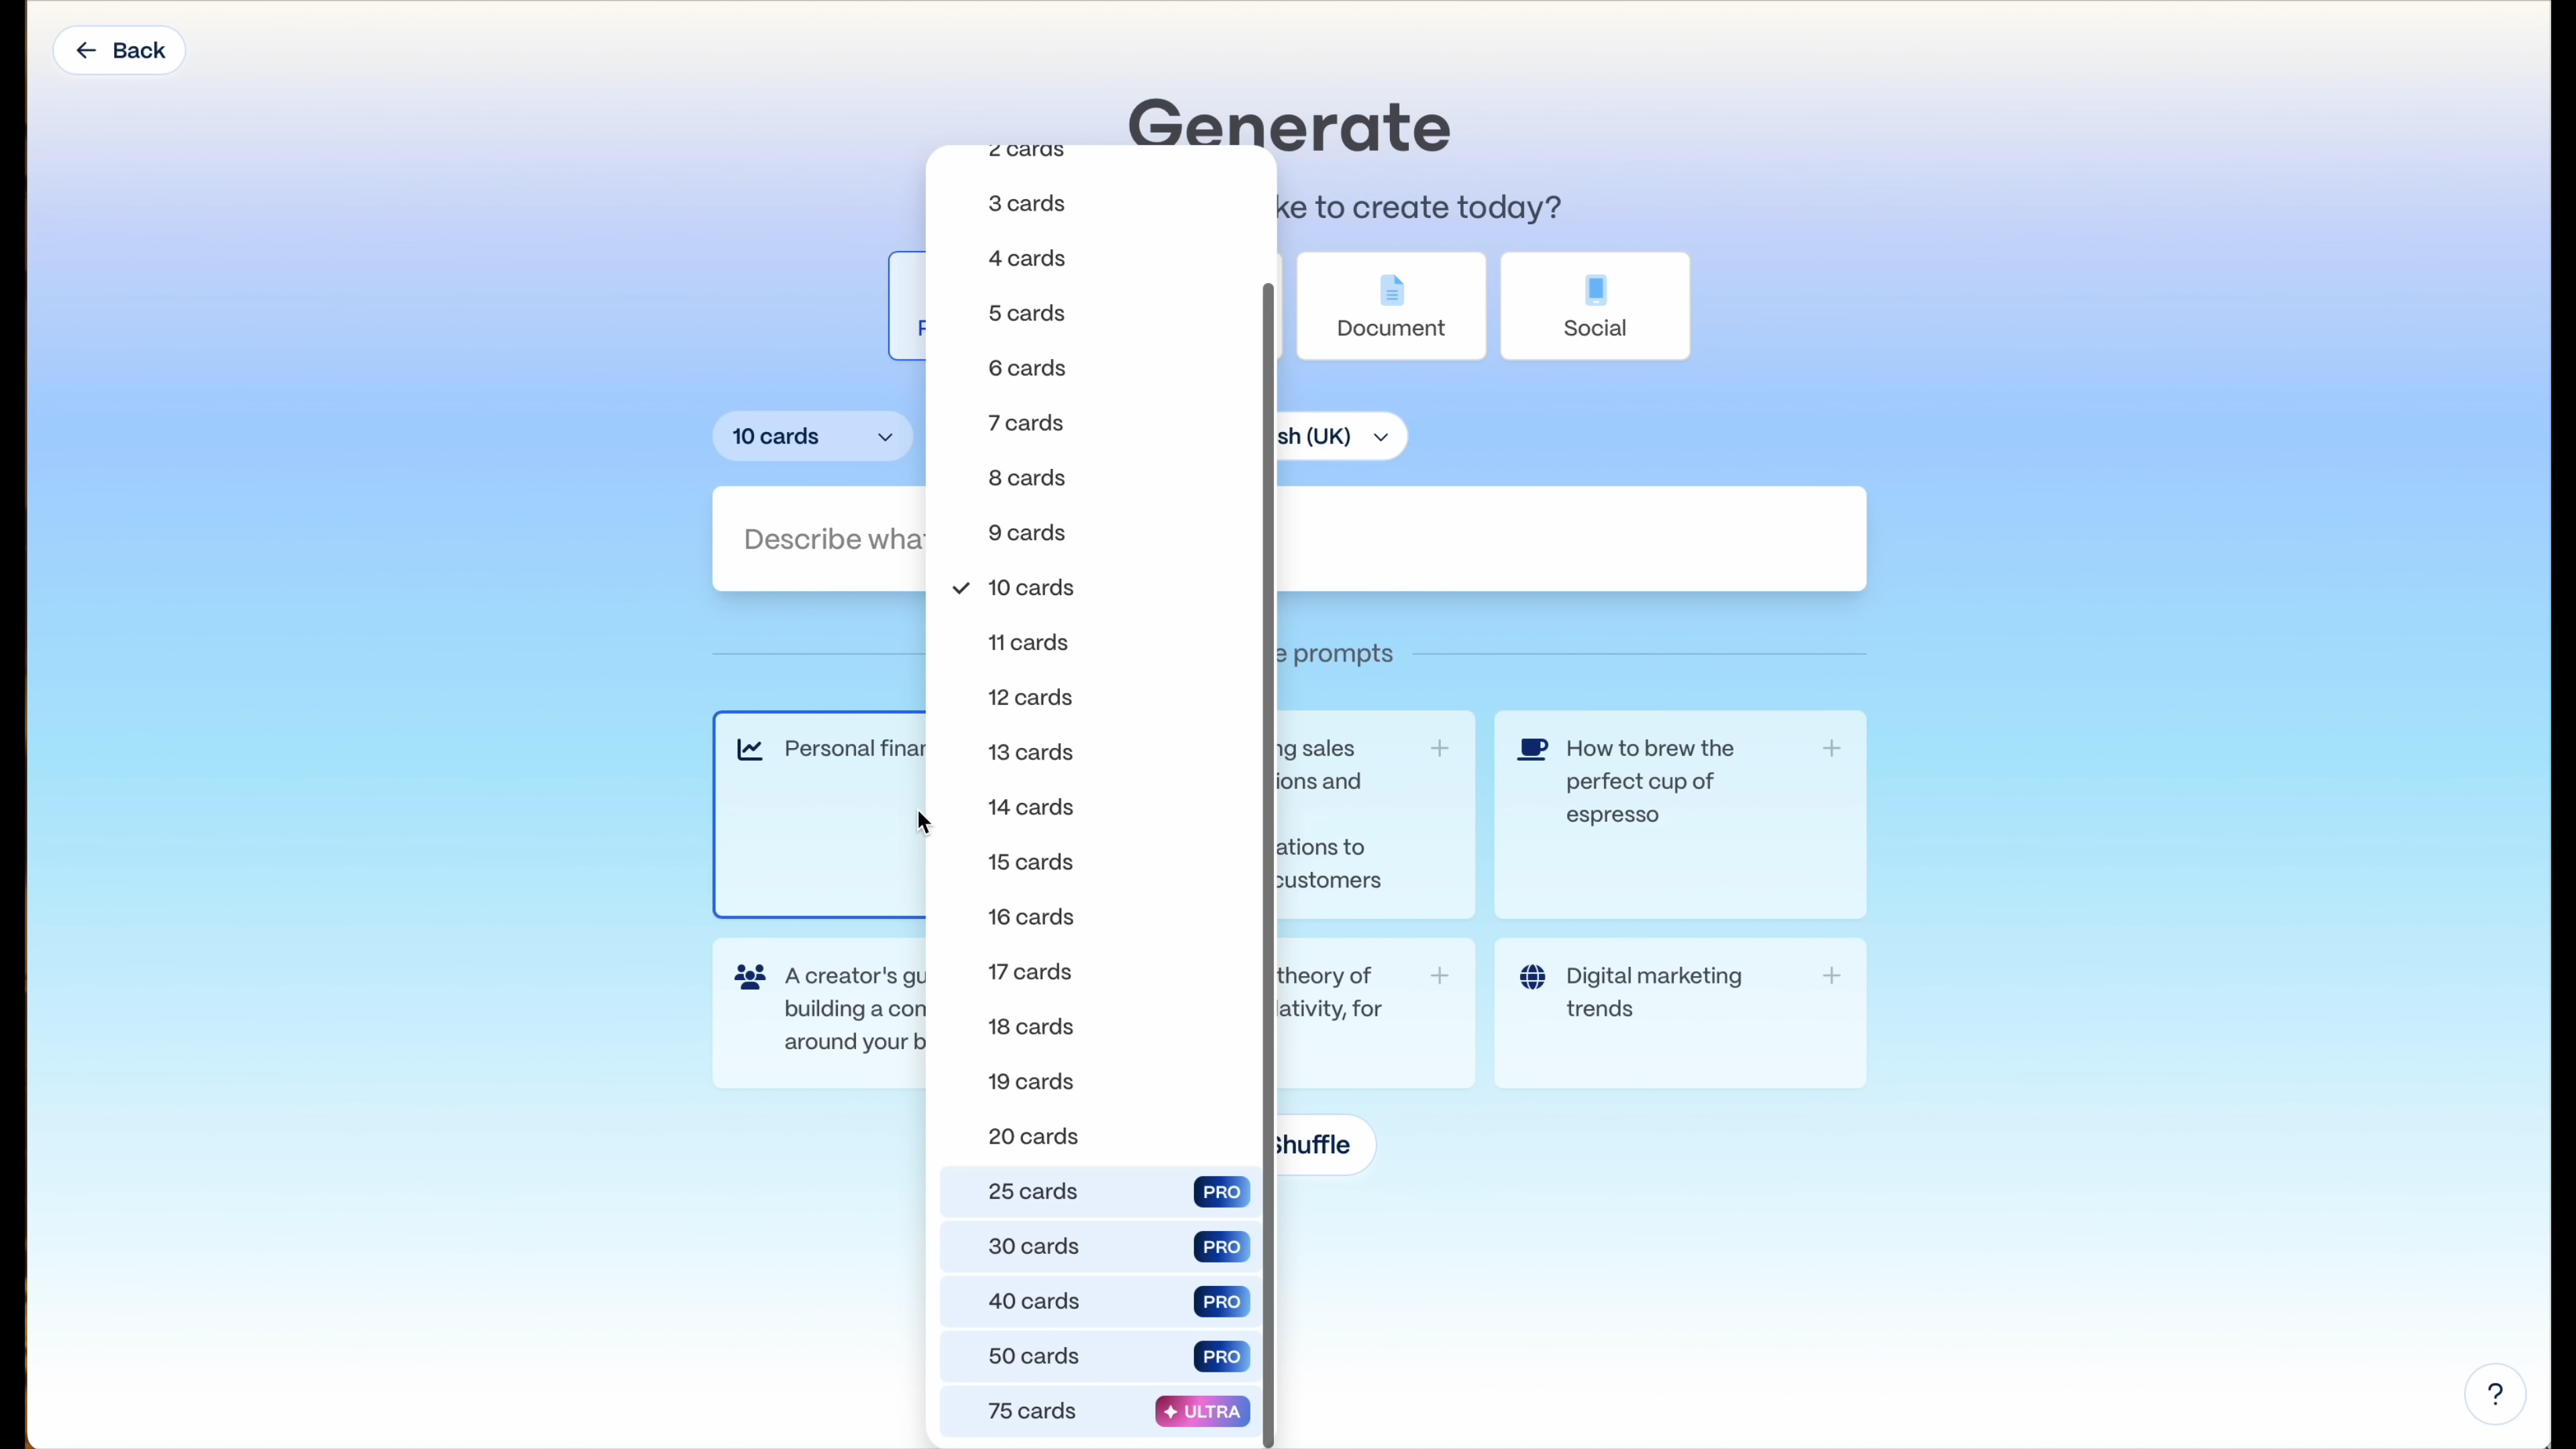 Back
Generate
ke to create today?
Document
Social
10 cards
sh (UK)
Describe what
e prompts
Personal finan
ng sales
ions and
ations to
customers
How to brew the
perfect cup of
espresso
A creator's gu
building a com
around your b
theory of
lativity, for
Digital marketing
trends
Shuffle
2 cards
3 cards
4 cards
5 cards
6 cards
7 cards
8 cards
9 cards
10 cards
11 cards
12 cards
13 cards
14 cards
15 cards
16 cards
17 cards
18 cards
19 cards
20 cards
25 cards PRO
30 cards PRO
40 cards PRO
50 cards PRO
75 cards ULTRA
?